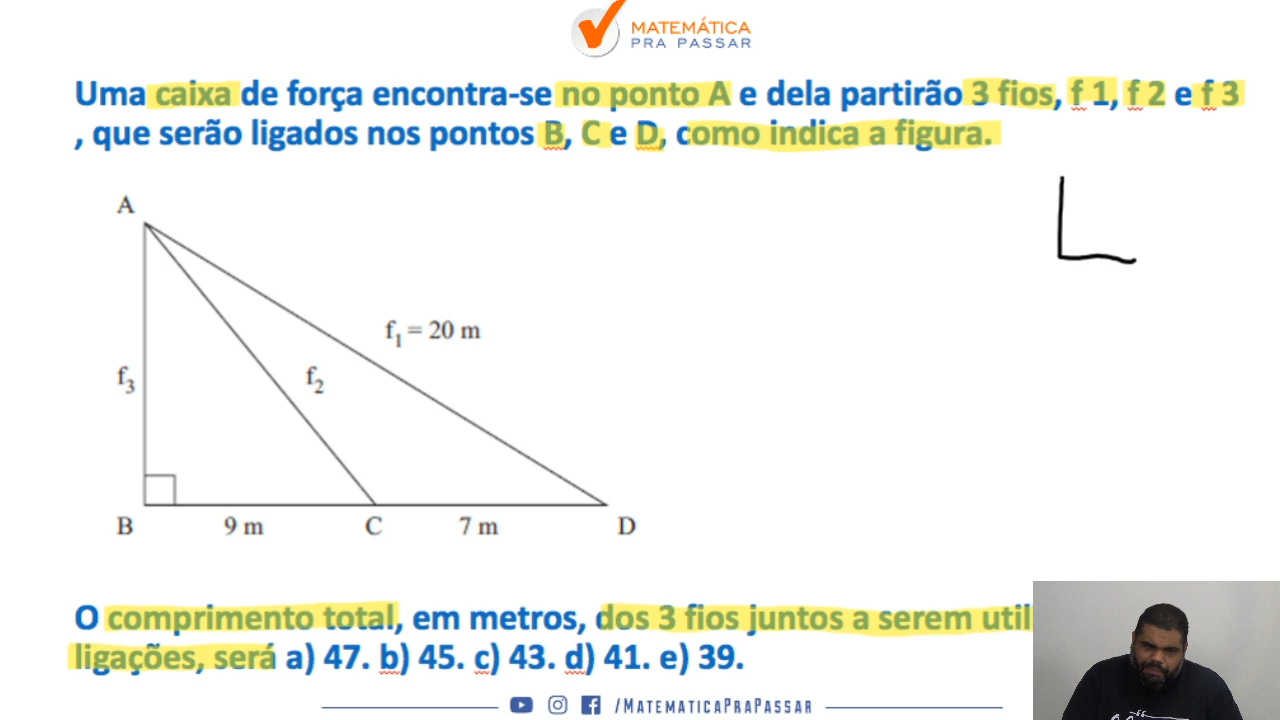 MATEMÁTICA
PRA PASSAR
Uma caixa de força encontra-se no ponto A e dela partirão 3 fios, f 1, f 2 e f 3
, que serão ligados nos pontos B, C e D, como indica a figura.
A
f₁ = 20 m
f₃
f₂
B 9 m C 7 m D
O comprimento total, em metros, dos 3 fios juntos a serem util
ligações, será a) 47. b) 45. c) 43. d) 41. e) 39.
/MATEMATICAPRAPASSAR